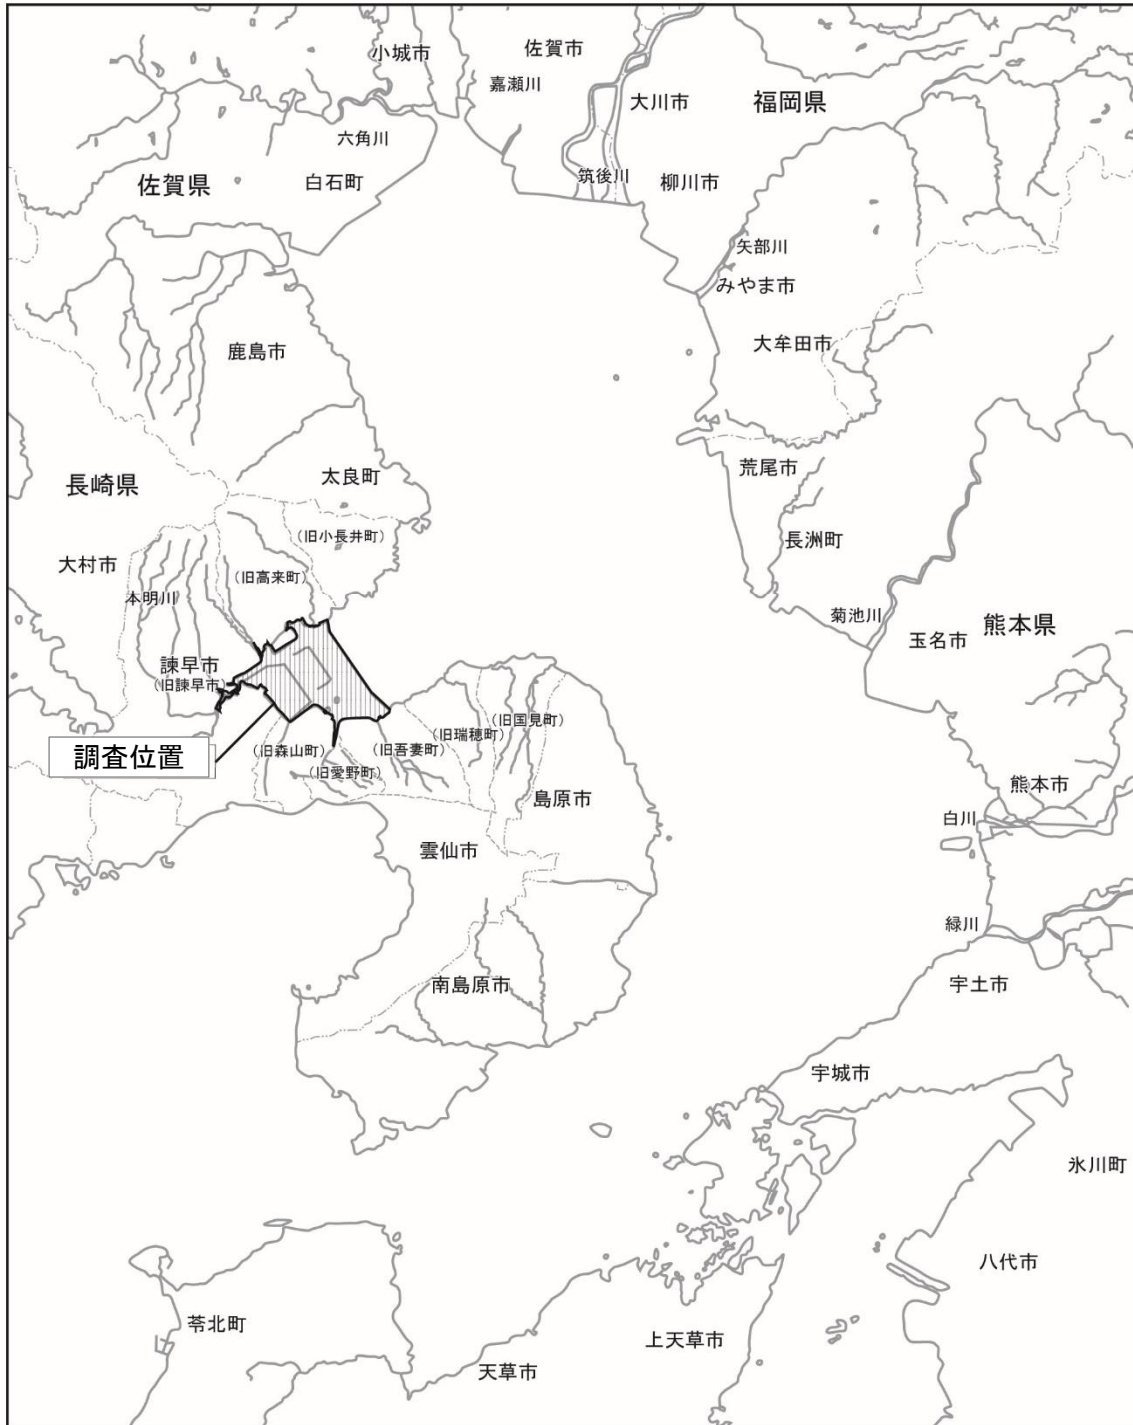 小城市
佐賀市
嘉瀬川
大川市
福岡県
六角川
佐賀県
白石町
筑後川
柳川市
矢部川
みやま市
大牟田市
鹿島市
荒尾市
太良町
長崎県
(旧小長井町)
長洲町
大村市
(旧高来町)
本明川
菊池川
玉名市
熊本県
諫早市
(旧諫早市)
(旧国見町)
(旧瑞穂町)
(旧吾妻町)
(旧森山町)
調査位置
(旧愛野町)
熊本市
島原市
白川
雲仙市
緑川
南島原市
宇土市
宇城市
氷川町
八代市
苓北町
上天草市
天草市